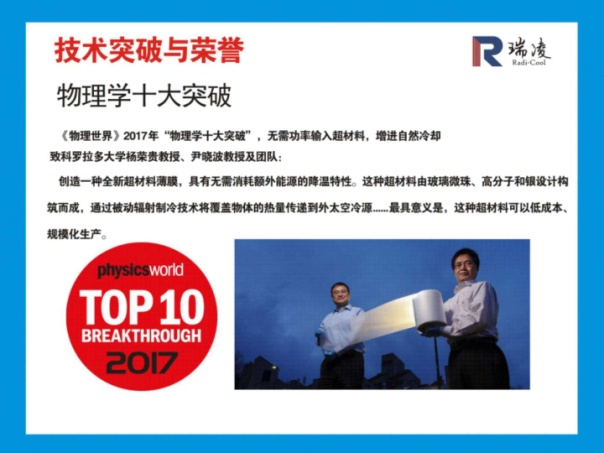 技术突破与荣誉
R 瑞凌
Radi-Cool
物理学十大突破
《物理世界》2017年“物理学十大突破”，无需功率输入超材料，增进自然冷却
致科罗拉多大学杨荣贵教授、尹晓波教授及团队：
创造一种全新超材料薄膜，具有无需消耗额外能源的降温特性。这种超材料由玻璃微珠、高分子和银设计构
筑而成，通过被动辐射制冷技术将覆盖物体的热量传递到外太空冷源......最具意义是，这种超材料可以低成本、
规模化生产。
physicsworld
TOP 10
BREAKTHROUGH
2017